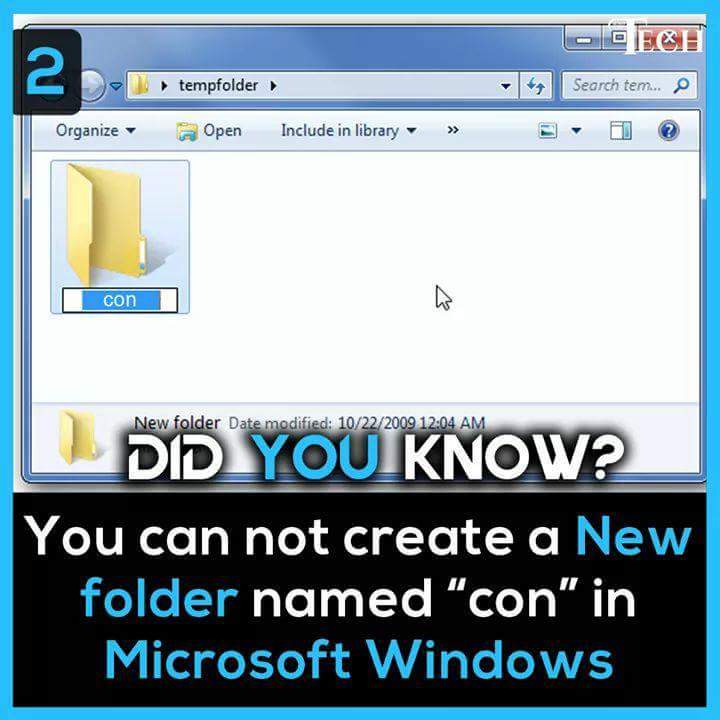 2
TECH
tempfolder
Search tem...
Organize
Open
Include in library
»
?
con
New folder Date modified: 10/22/2009 12:04 AM
DID YOU KNOW?
You can not create a New
folder named “con” in
Microsoft Windows